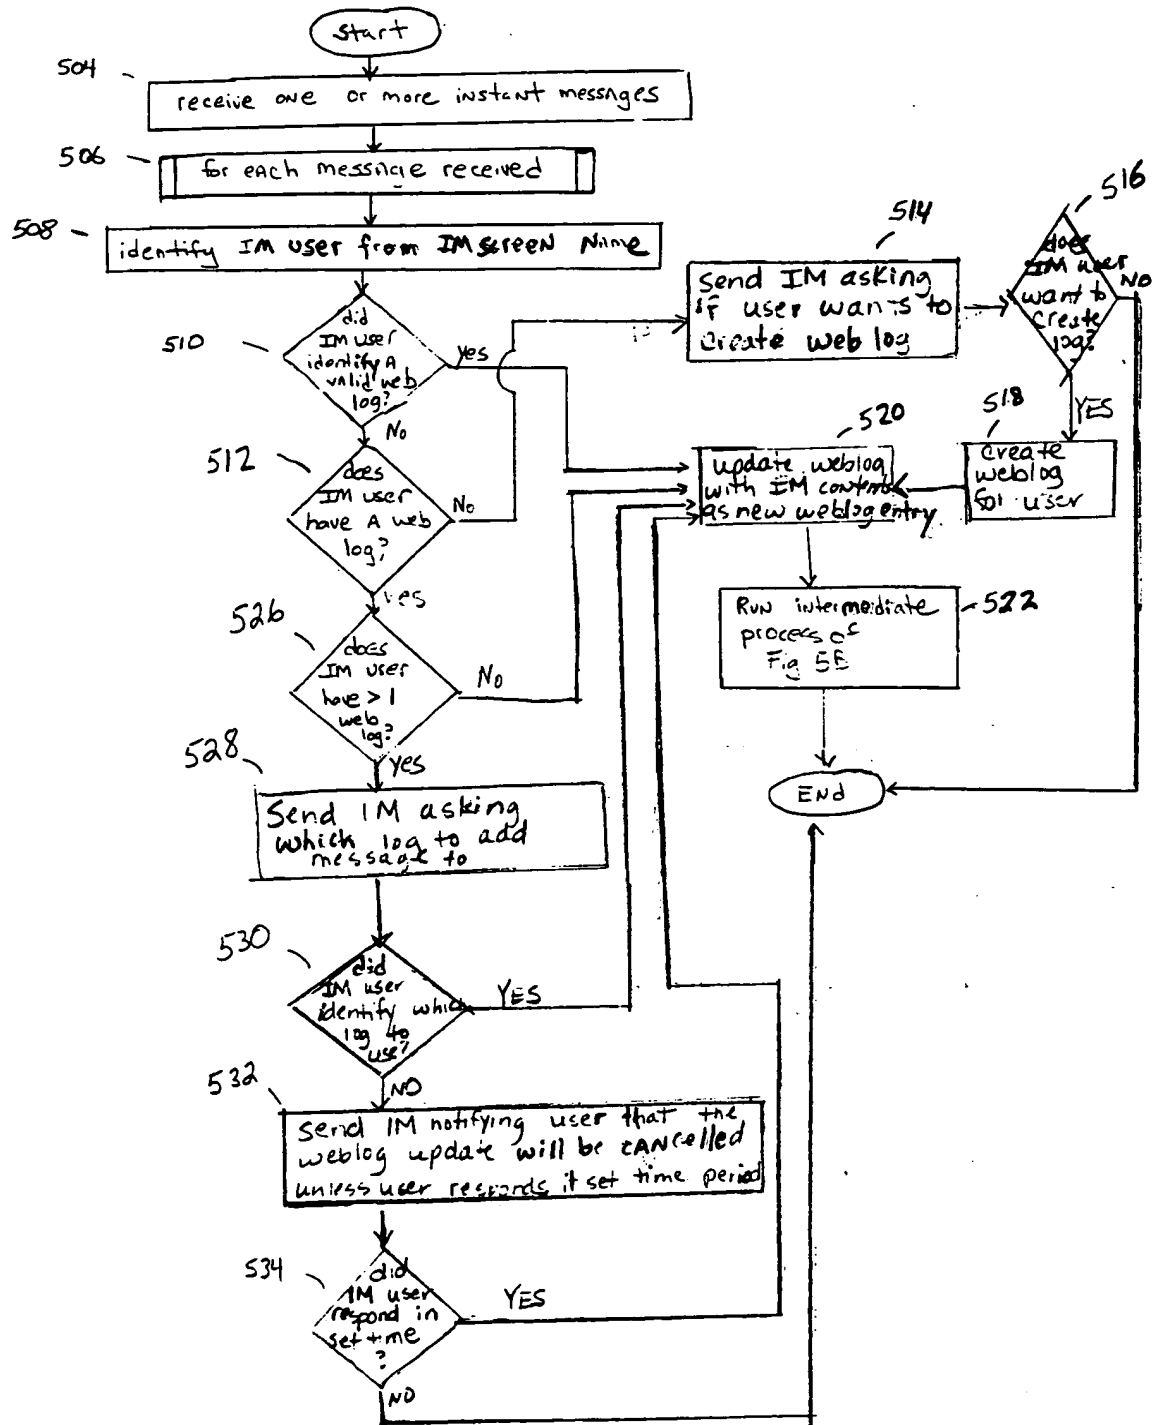 Start
504
receive one or more instant messages
506
for each message received
508
identify IM user from IM screen Name
510
did
IM user
identify A
valid web
log?
yes
No
512
does
IM user
have A web
log?
No
yes
514
Send IM asking
if user wants to
create web log
516
does
IM user
want to
create
log?
NO
YES
518
create
weblog
for user
520
update weblog
with IM content
as new weblog entry
522
Run intermediate
process of
Fig 5B
END
526
does
IM user
have > 1
web
log?
No
yes
528
Send IM asking
which log to add
message to
530
did
IM user
identify which
log to
use?
YES
NO
532
Send IM notifying user that the
weblog update will be cancelled
unless user responds it set time period
534
did
IM user
respond in
set time
?
YES
NO